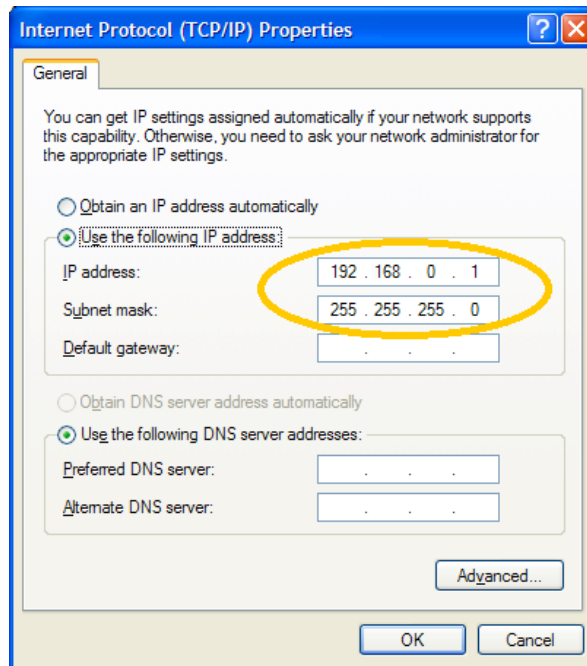 Internet Protocol (TCP/IP) Properties
General
You can get IP settings assigned automatically if your network supports
this capability. Otherwise, you need to ask your network administrator for
the appropriate IP settings.
Obtain an IP address automatically
Use the following IP address:
IP address: 192 . 168 . 0 . 1
Subnet mask: 255 . 255 . 255 . 0
Default gateway: . . .
Obtain DNS server address automatically
Use the following DNS server addresses:
Preferred DNS server: . . .
Alternate DNS server: . . .
Advanced...
OK Cancel